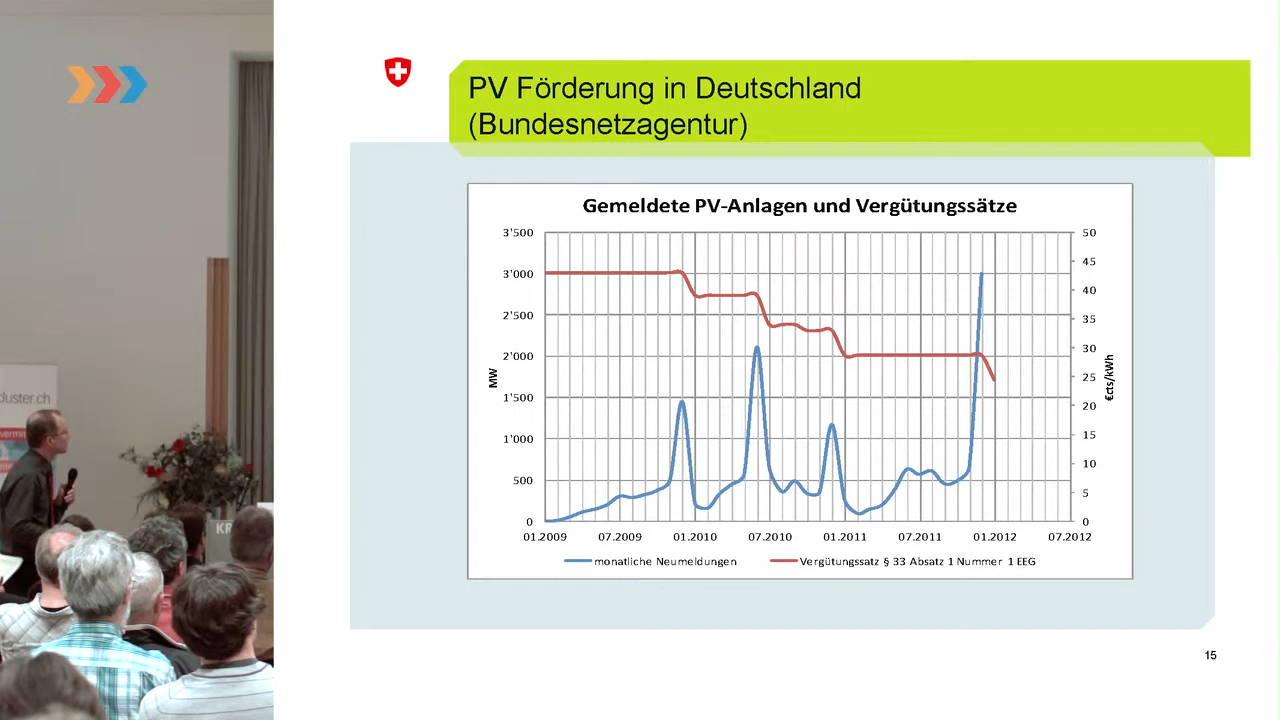 PV Förderung in Deutschland
(Bundesnetzagentur)
Gemeldete PV-Anlagen und Vergütungssätze
3'500
3'000
2'500
2'000
1'500
1'000
500
0
MW
50
45
40
35
30
25
20
15
10
5
0
€cts/kWh
01.2009
07.2009
01.2010
07.2010
01.2011
07.2011
01.2012
07.2012
monatliche Neumeldungen
Vergütungssatz § 33 Absatz 1 Nummer 1 EEG
15
cluster.ch
vermit
KR